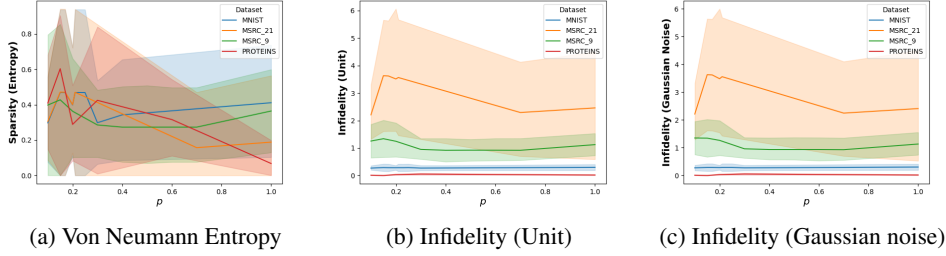 Dataset
MNIST
MSRC_21
MSRC_9
PROTEINS
Sparsity (Entropy)
0.8
0.6
0.4
0.2
0.0
0.2
0.4
0.6
0.8
1.0
p
(a) Von Neumann Entropy
Dataset
MNIST
MSRC_21
MSRC_9
PROTEINS
Infidelity (Unit)
6
5
4
3
2
1
0
0.2
0.4
0.6
0.8
1.0
p
(b) Infidelity (Unit)
Dataset
MNIST
MSRC_21
MSRC_9
PROTEINS
Infidelity (Gaussian Noise)
6
5
4
3
2
1
0
0.2
0.4
0.6
0.8
1.0
p
(c) Infidelity (Gaussian noise)